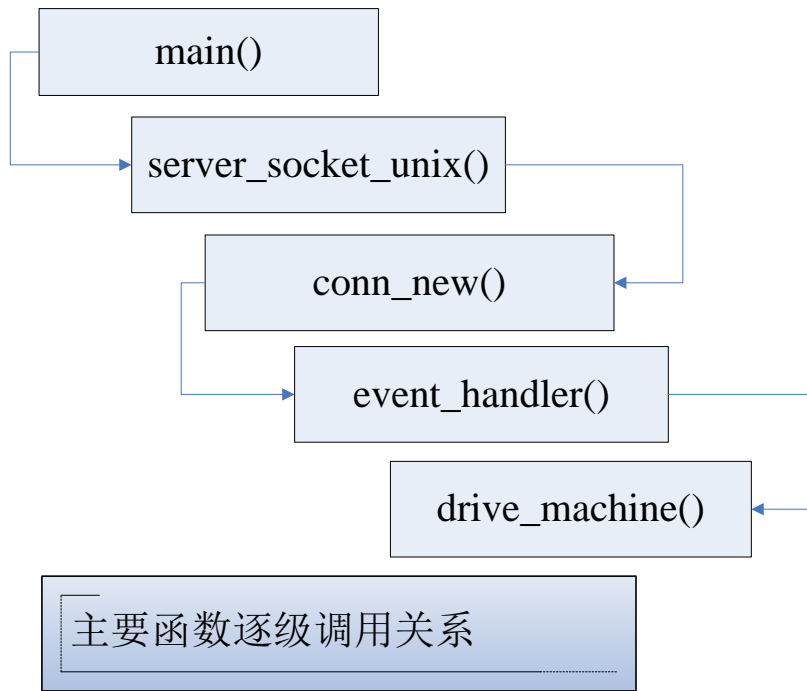 main()
server_socket_unix()
conn_new()
event_handler()
drive_machine()
主要函数逐级调用关系